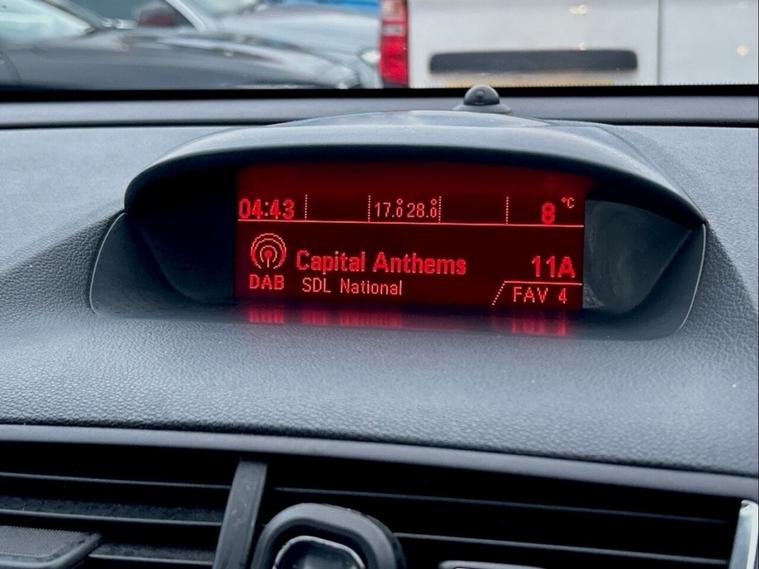 04:43 17.0 28.0 8 °C
Capital Anthems 11A
DAB SDL National FAV 4